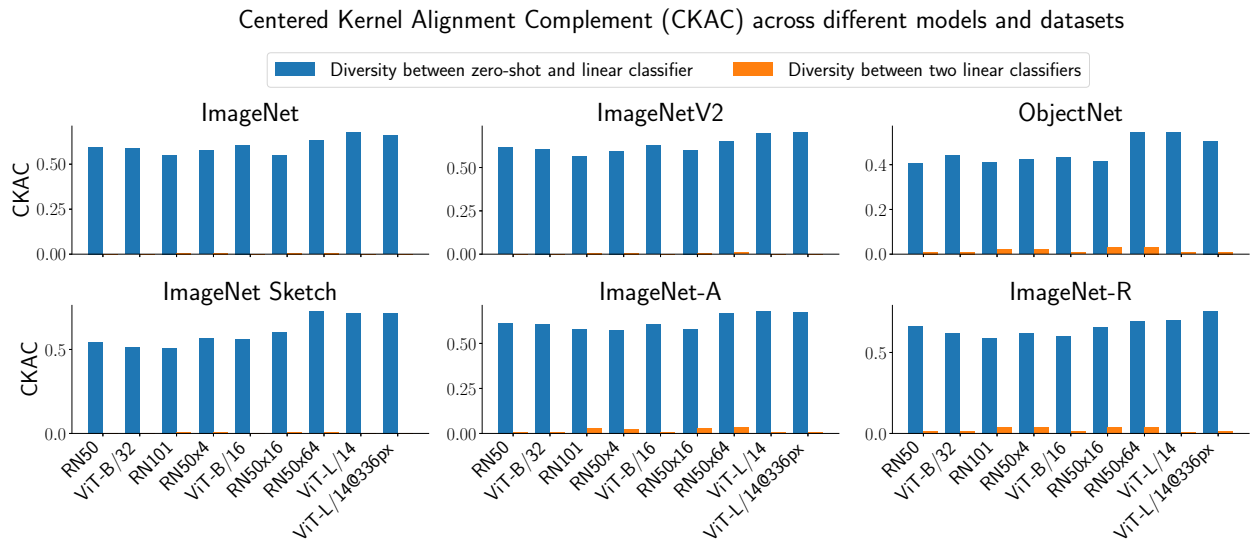 Centered Kernel Alignment Complement (CKAC) across different models and datasets
Diversity between zero-shot and linear classifier
Diversity between two linear classifiers
ImageNet
ImageNetV2
ObjectNet
CKAC
0.50
0.25
0.00
0.50
0.25
0.00
0.4
0.2
0.0
ImageNet Sketch
ImageNet-A
ImageNet-R
CKAC
0.5
0.0
0.50
0.25
0.00
0.5
0.0
RN50
ViT-B/32
RN101
RN50x4
ViT-B/16
RN50x16
RN50x64
ViT-L/14
ViT-L/14@336px
RN50
ViT-B/32
RN101
RN50x4
ViT-B/16
RN50x16
RN50x64
ViT-L/14
ViT-L/14@336px
RN50
ViT-B/32
RN101
RN50x4
ViT-B/16
RN50x16
RN50x64
ViT-L/14
ViT-L/14@336px